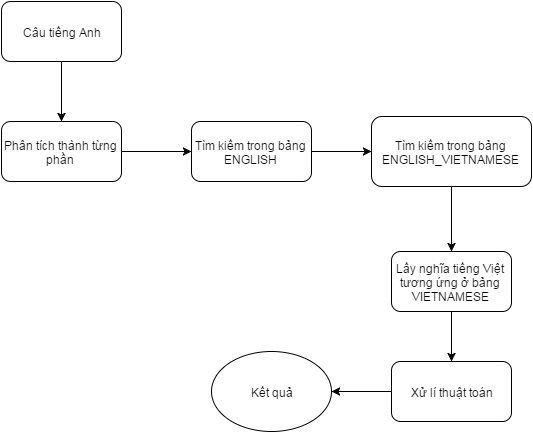 Câu tiếng Anh
Phân tích thành từng
phần
Tìm kiếm trong bảng
ENGLISH
Tìm kiếm trong bảng
ENGLISH_VIETNAMESE
Lấy nghĩa tiếng Việt
tương ứng ở bảng
VIETNAMESE
Xử lí thuật toán
Kết quả